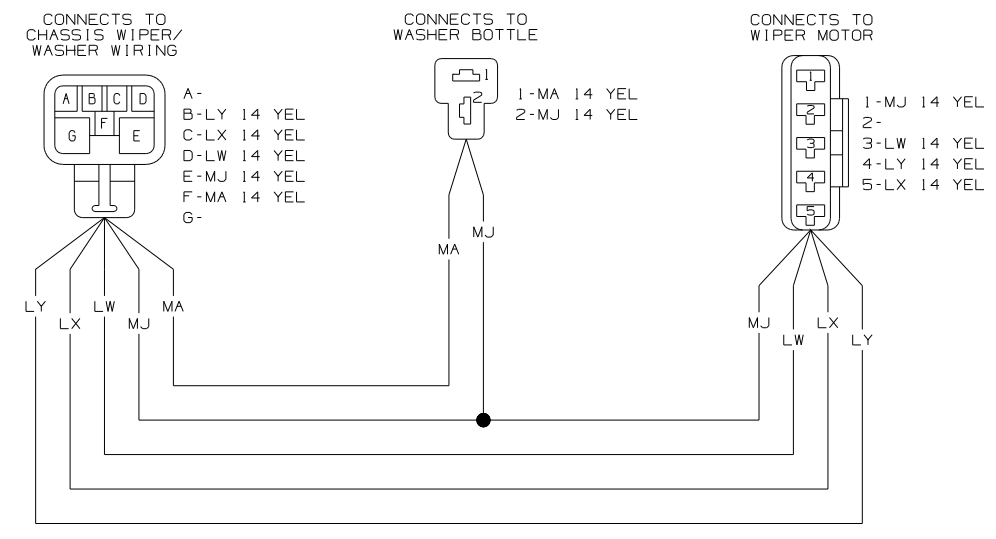 CONNECTS TO
CHASSIS WIPER/
WASHER WIRING
A
B
C
D
G
F
E
A-
B-LY 14 YEL
C-LX 14 YEL
D-LW 14 YEL
E-MJ 14 YEL
F-MA 14 YEL
G-
LY
LX
LW
MJ
MA
CONNECTS TO
WASHER BOTTLE
1
2
1-MA 14 YEL
2-MJ 14 YEL
MA
MJ
CONNECTS TO
WIPER MOTOR
1
2
3
4
5
1-MJ 14 YEL
2-
3-LW 14 YEL
4-LY 14 YEL
5-LX 14 YEL
MJ
LW
LX
LY